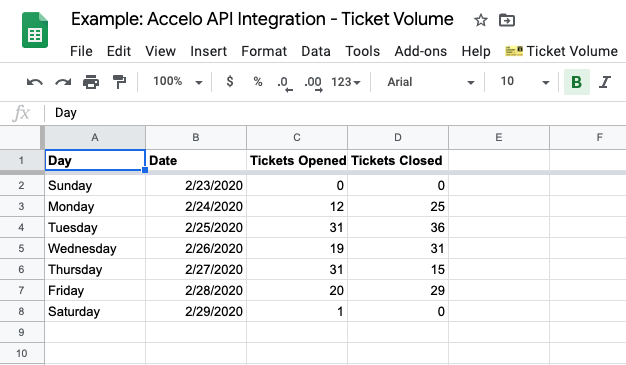 Example: Accelo API Integration - Ticket Volume
File Edit View Insert Format Data Tools Add-ons Help Ticket Volume
100% $ % .0 .00 123 Arial 10 B I
fx Day
A B C D E F
1 Day Date Tickets Opened Tickets Closed
2 Sunday 2/23/2020 0 0
3 Monday 2/24/2020 12 25
4 Tuesday 2/25/2020 31 36
5 Wednesday 2/26/2020 19 31
6 Thursday 2/27/2020 31 15
7 Friday 2/28/2020 20 29
8 Saturday 2/29/2020 1 0
9
10